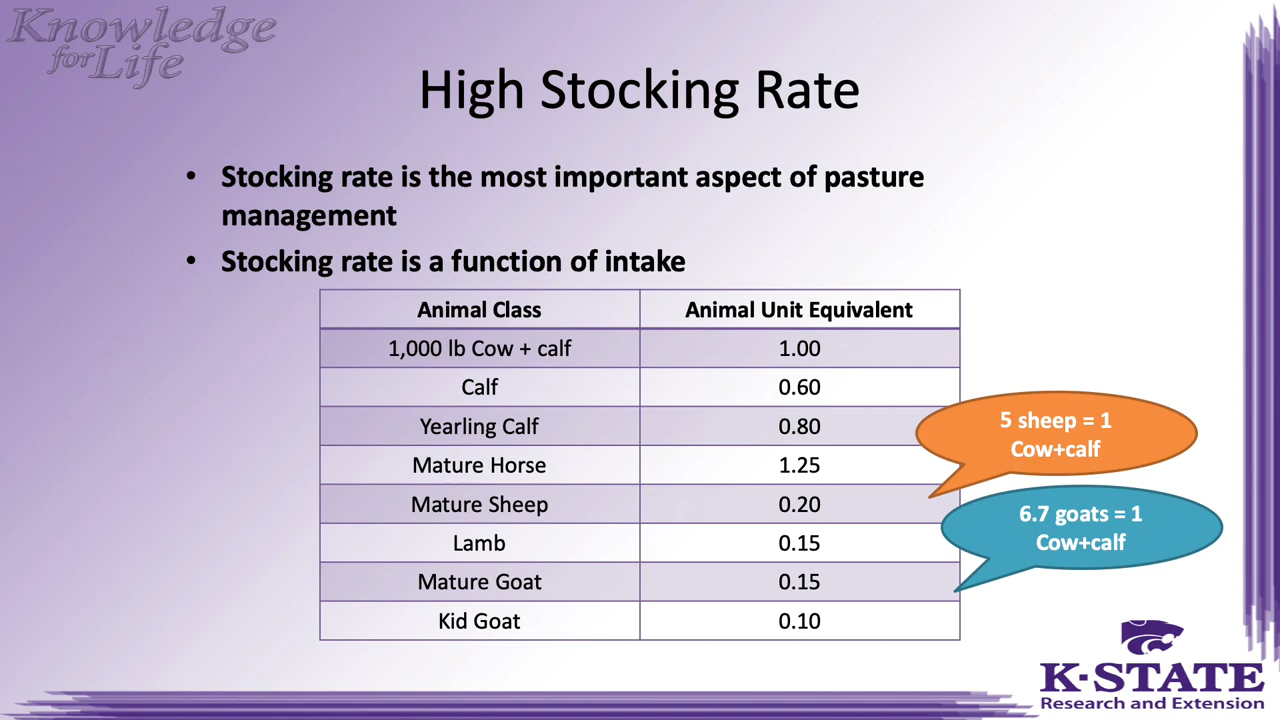 Knowledge
for Life
High Stocking Rate
• Stocking rate is the most important aspect of pasture
management
• Stocking rate is a function of intake
Animal Class Animal Unit Equivalent
1,000 lb Cow + calf 1.00
Calf 0.60
Yearling Calf 0.80
Mature Horse 1.25
Mature Sheep 0.20
Lamb 0.15
Mature Goat 0.15
Kid Goat 0.10
5 sheep = 1
Cow+calf
6.7 goats = 1
Cow+calf
K-STATE
Research and Extension